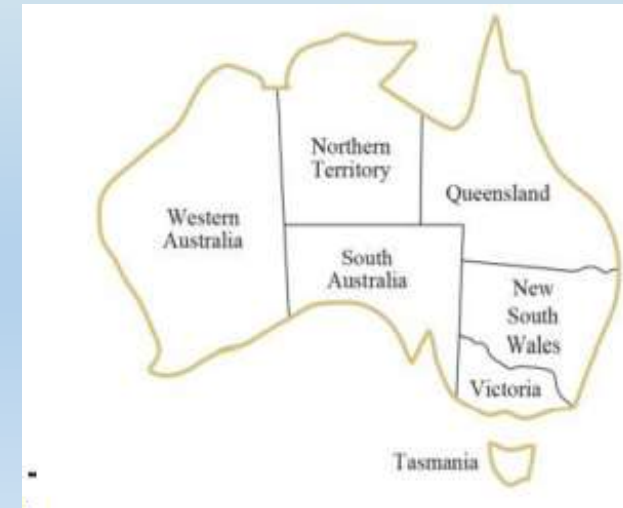 Northern
Territory
Queensland
Western
Australia
South
Australia
New
South
Wales
Victoria
Tasmania